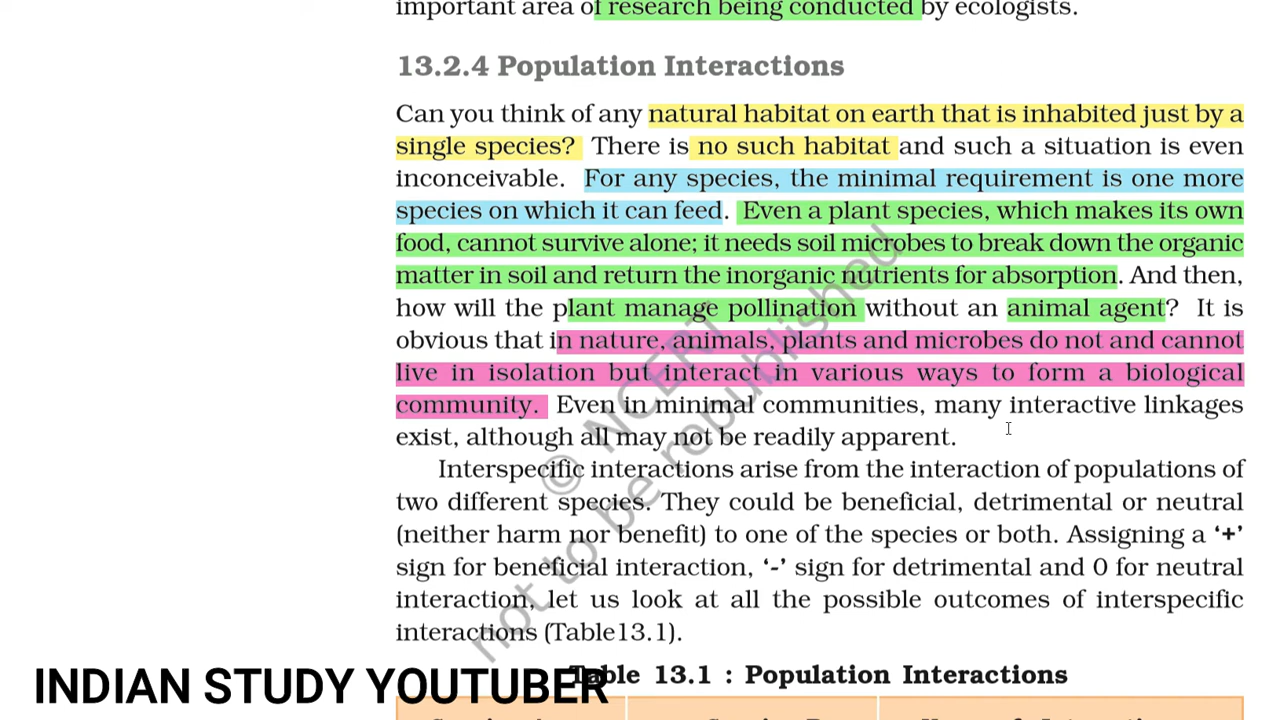 important area of research being conducted by ecologists.
13.2.4 Population Interactions
Can you think of any natural habitat on earth that is inhabited just by a
single species? There is no such habitat and such a situation is even
inconceivable. For any species, the minimal requirement is one more
species on which it can feed. Even a plant species, which makes its own
food, cannot survive alone; it needs soil microbes to break down the organic
matter in soil and return the inorganic nutrients for absorption. And then,
how will the plant manage pollination without an animal agent? It is
obvious that in nature, animals, plants and microbes do not and cannot
live in isolation but interact in various ways to form a biological
community. Even in minimal communities, many interactive linkages
exist, although all may not be readily apparent.
Interspecific interactions arise from the interaction of populations of
two different species. They could be beneficial, detrimental or neutral
(neither harm nor benefit) to one of the species or both. Assigning a ‘+’
sign for beneficial interaction, ‘-’ sign for detrimental and 0 for neutral
interaction, let us look at all the possible outcomes of interspecific
interactions (Table13.1).
Table 13.1 : Population Interactions
INDIAN STUDY YOUTUBER
© NCERT
not to be republished